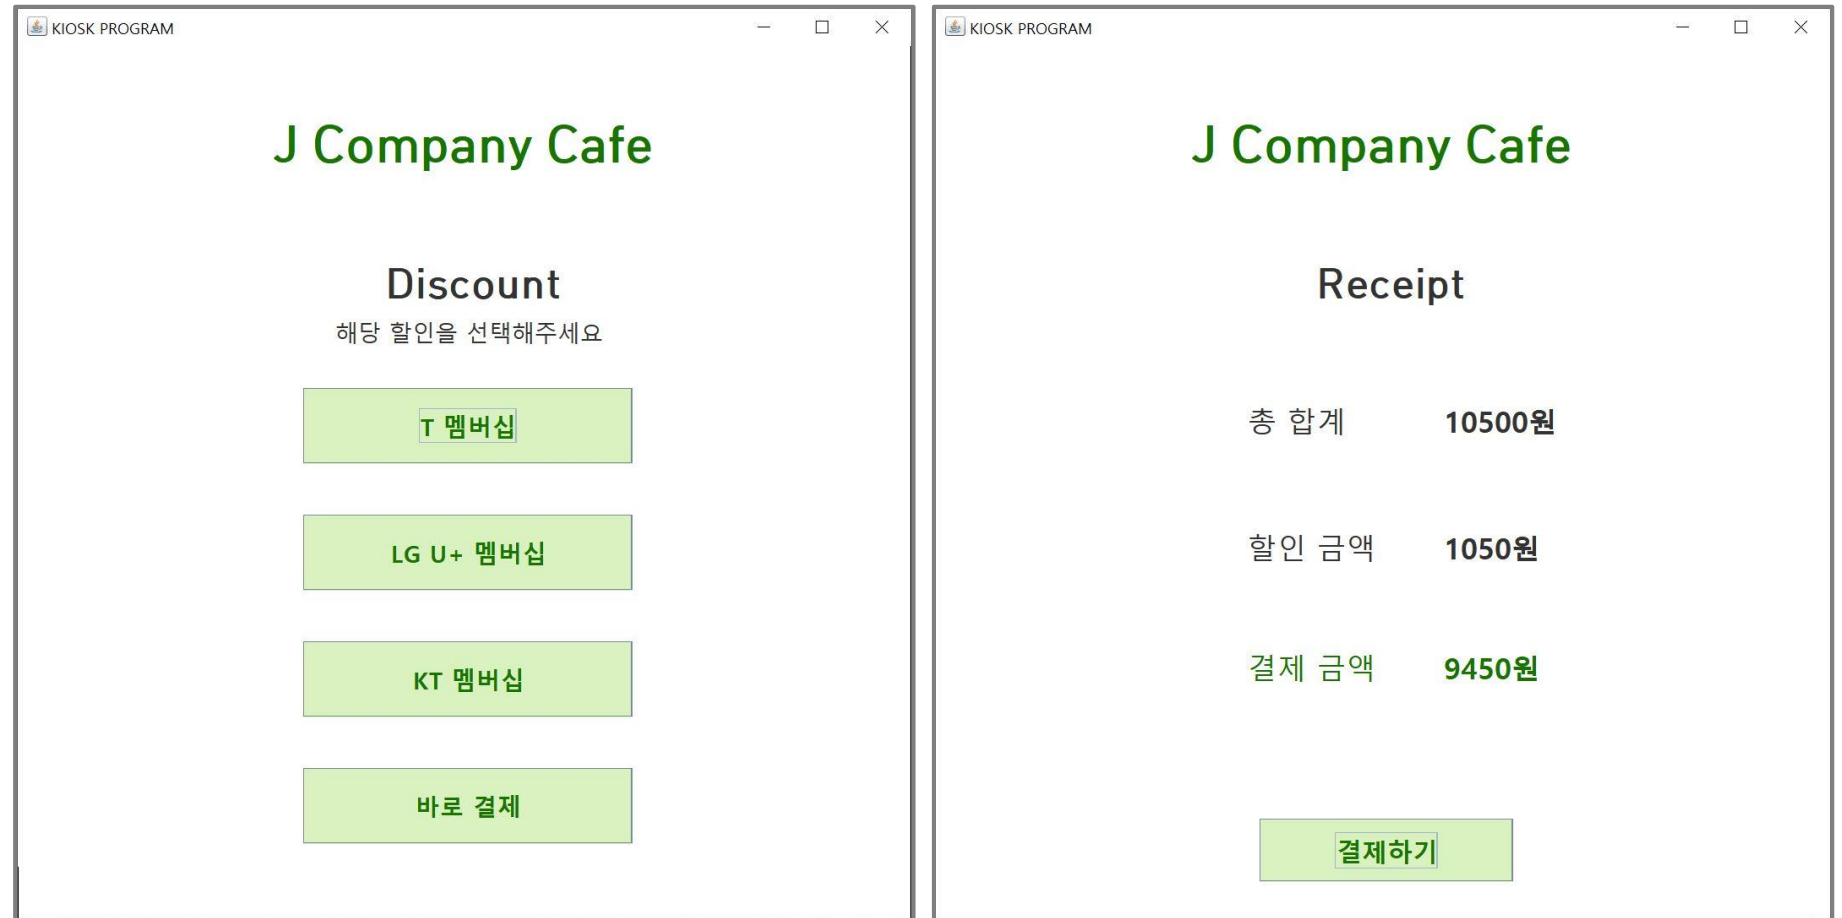 KIOSK PROGRAM
J Company Cafe
Discount
해당 할인을 선택해주세요
T 멤버십
LG U+ 멤버십
KT 멤버십
바로 결제
KIOSK PROGRAM
J Company Cafe
Receipt
총 합계 10500원
할인 금액 1050원
결제 금액 9450원
결제하기